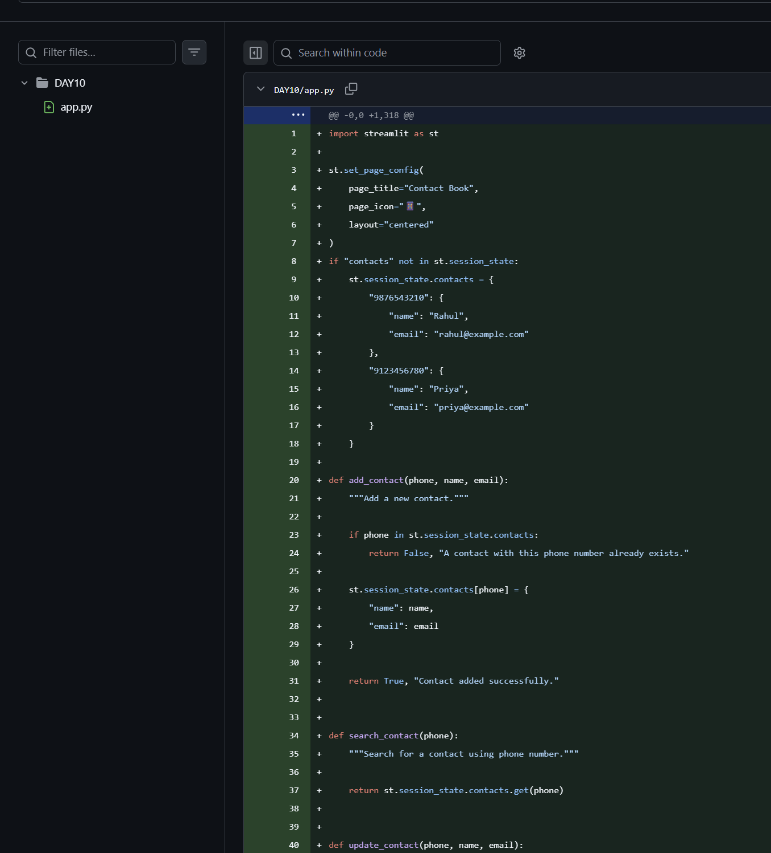 Filter files...
Search within code
DAY10
app.py
DAY10/app.py
@@ -0,0 +1,318 @@
1 + import streamlit as st
2 +
3 + st.set_page_config(
4 +     page_title="Contact Book",
5 +     page_icon=" ",
6 +     layout="centered"
7 + )
8 + if "contacts" not in st.session_state:
9 +     st.session_state.contacts = {
10 +         "9876543210": {
11 +             "name": "Rahul",
12 +             "email": "rahul@example.com"
13 +         },
14 +         "9123456780": {
15 +             "name": "Priya",
16 +             "email": "priya@example.com"
17 +         }
18 +     }
19 +
20 + def add_contact(phone, name, email):
21 +     """Add a new contact."""
22 +
23 +     if phone in st.session_state.contacts:
24 +         return False, "A contact with this phone number already exists."
25 +
26 +     st.session_state.contacts[phone] = {
27 +         "name": name,
28 +         "email": email
29 +     }
30 +
31 +     return True, "Contact added successfully."
32 +
33 +
34 + def search_contact(phone):
35 +     """Search for a contact using phone number."""
36 +
37 +     return st.session_state.contacts.get(phone)
38 +
39 +
40 + def update_contact(phone, name, email):